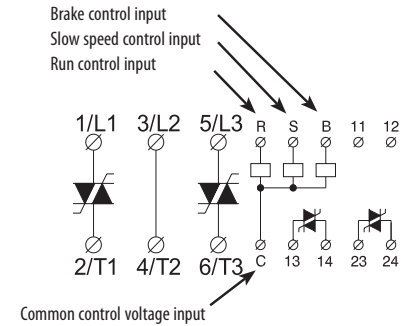 Brake control input
Slow speed control input
Run control input
1/L1 3/L2 5/L3 R S B 11 12
2/T1 4/T2 6/T3 C 13 14 23 24
Common control voltage input